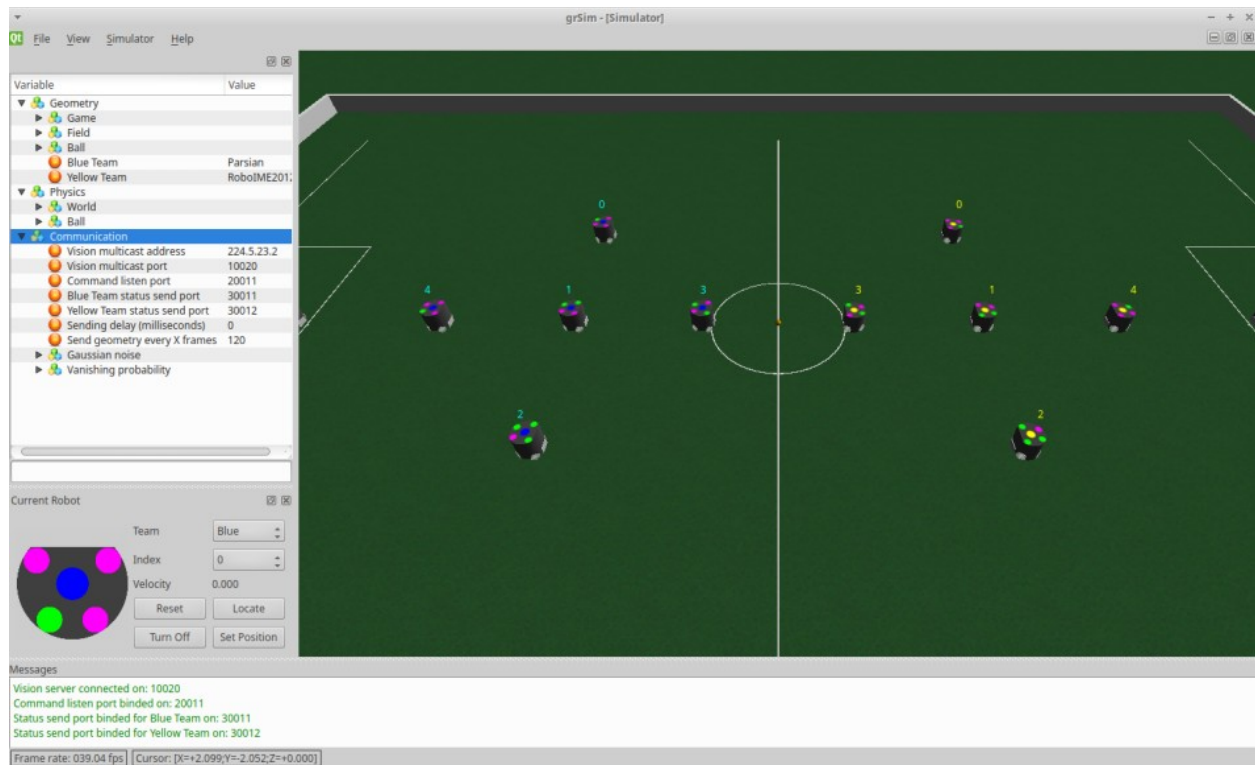 grSim - [Simulator]
Qt File View Simulator Help
Variable Value
Geometry
Game
Field
Ball
Blue Team Parsian
Yellow Team RoboIME201
Physics
World
Ball
Communication
Vision multicast address 224.5.23.2
Vision multicast port 10020
Command listen port 20011
Blue Team status send port 30011
Yellow Team status send port 30012
Sending delay (milliseconds) 0
Send geometry every X frames 120
Gaussian noise
Vanishing probability
0 0
4 1 3 3 1 4
2 2
Current Robot
Team Blue
Index 0
Velocity 0.000
Reset Locate
Turn Off Set Position
Messages
Vision server connected on: 10020
Command listen port binded on: 20011
Status send port binded for Blue Team on: 30011
Status send port binded for Yellow Team on: 30012
Frame rate: 039.04 fps Cursor: [X=+2.099;Y=-2.052;Z=+0.000]